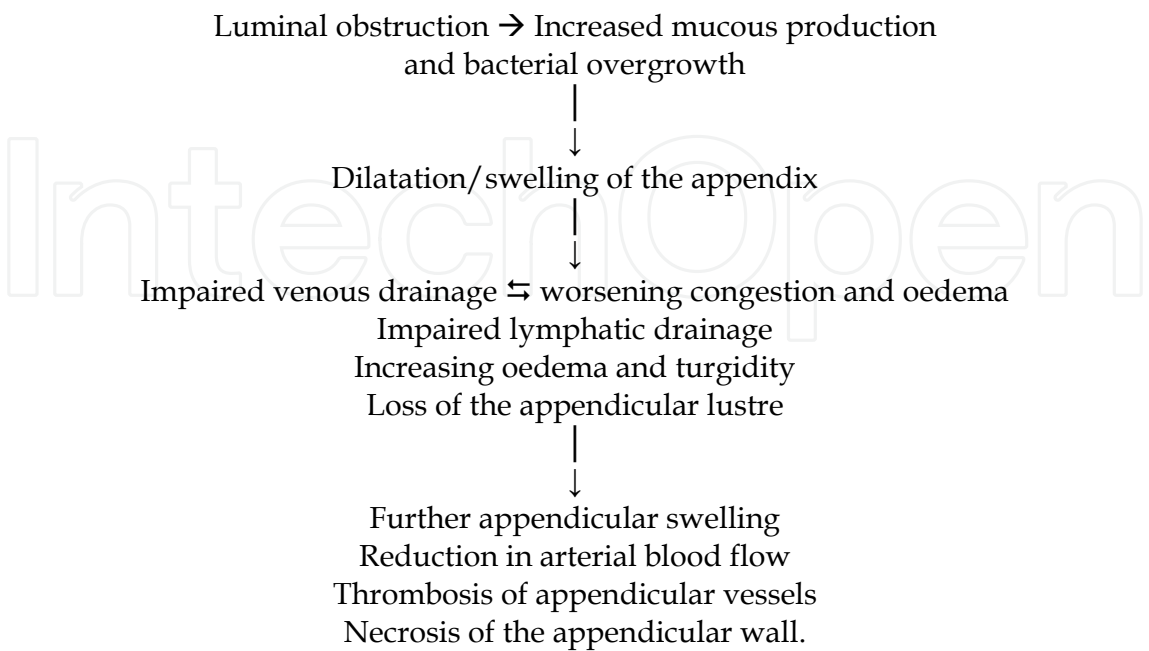 Luminal obstruction → Increased mucous production
and bacterial overgrowth
↓
Dilatation/swelling of the appendix
↓
Impaired venous drainage ⇆ worsening congestion and oedema
Impaired lymphatic drainage
Increasing oedema and turgidity
Loss of the appendicular lustre
↓
Further appendicular swelling
Reduction in arterial blood flow
Thrombosis of appendicular vessels
Necrosis of the appendicular wall.
IntechOpen